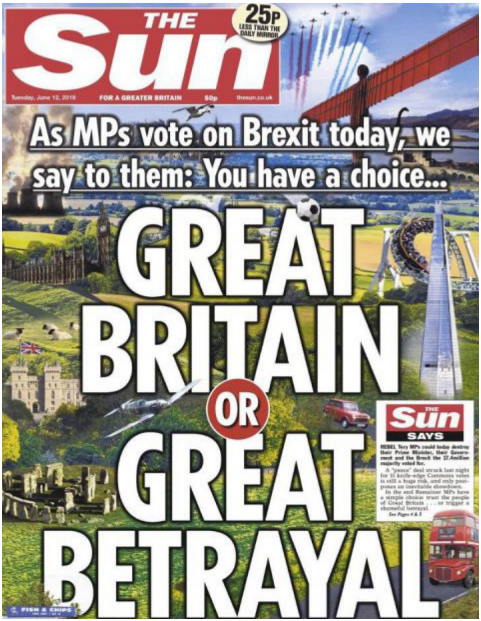 THE
Sun
25P
LESS THAN THE
DAILY MIRROR
Tuesday, June 12, 2018
FOR A GREATER BRITAIN
50p
thesun.co.uk
As MPs vote on Brexit today, we
say to them: You have a choice...
GREAT
BRITAIN
OR
GREAT
BETRAYAL
THE
Sun
SAYS
REBEL Tory MPs could today destroy
their Prime Minister, their Govern-
ment and the Brexit the 17.4million
majority voted for.
A "peace" deal struck last night
for 15 knife-edge Commons votes
is still a huge risk, and only post-
pones an inevitable showdown.
In the end Remainer MPs have
a simple choice: trust the people
of Great Britain . . . or trigger a
shameful betrayal.
See Pages 4 & 5
FISH & CHIPS